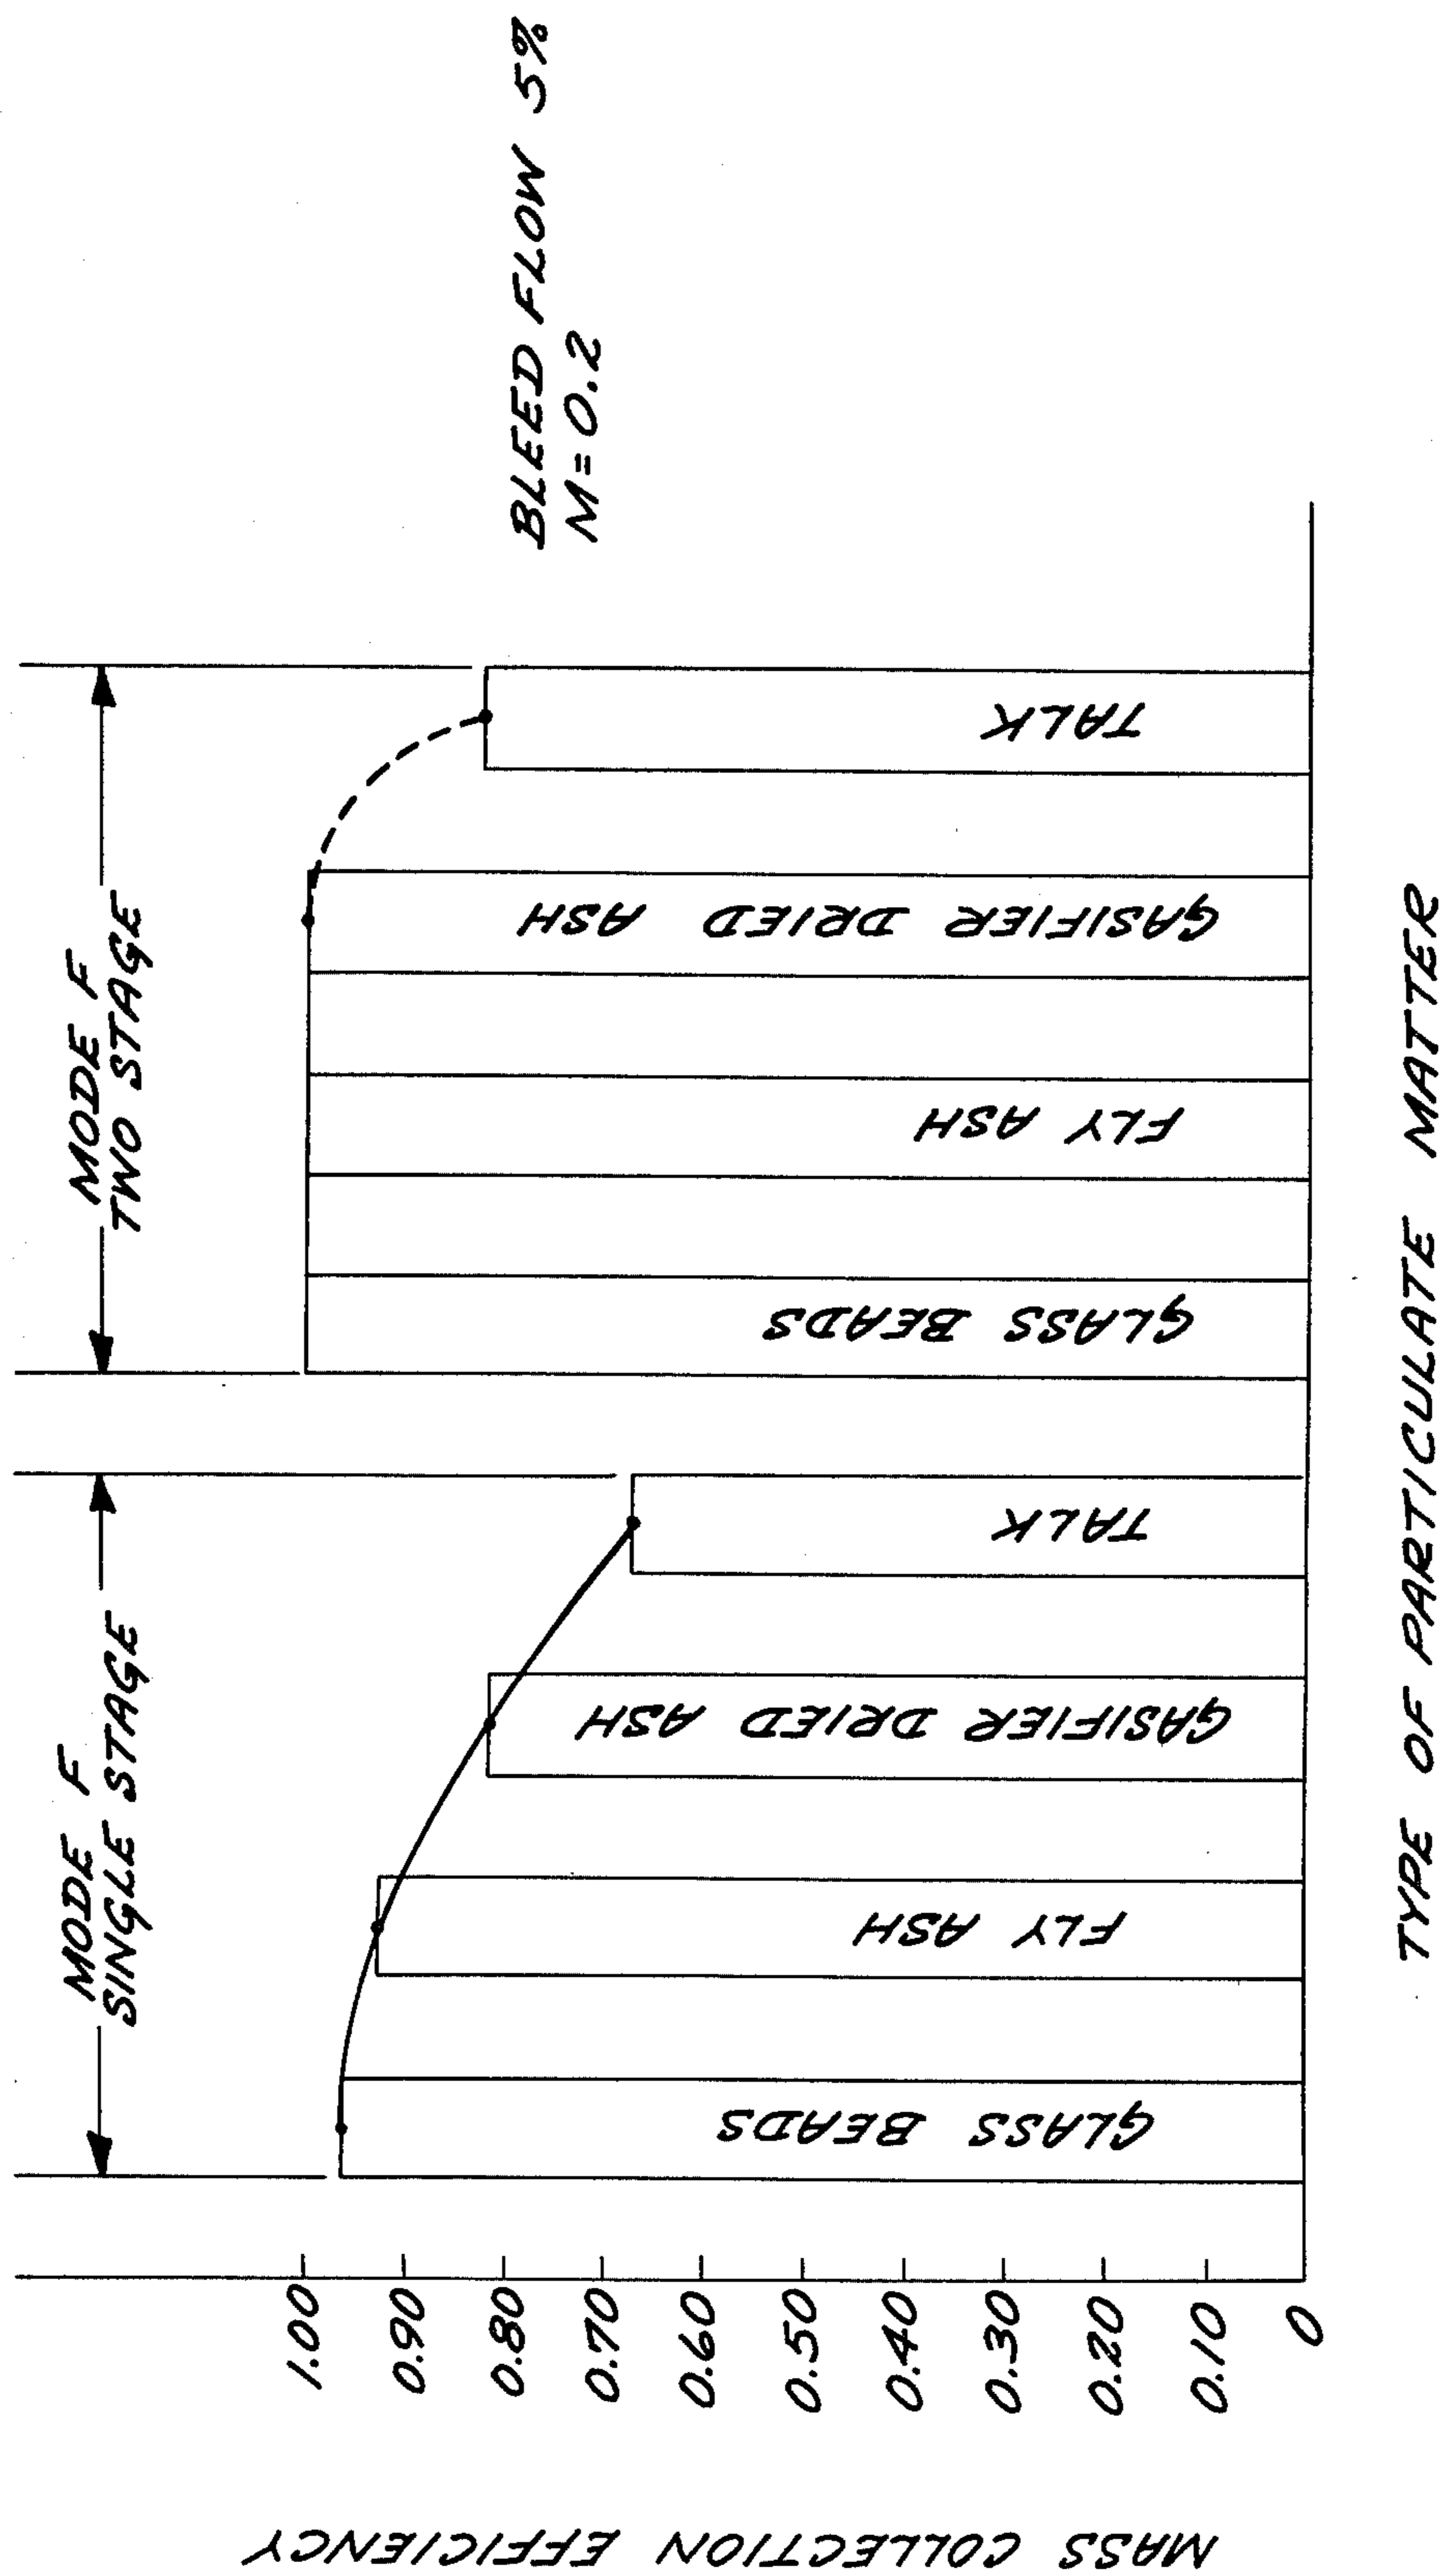 MODE F
SINGLE STAGE
MODE F
TWO STAGE
BLEED FLOW 5%
M=0.2
MASS COLLECTION EFFICIENCY
1.00
0.90
0.80
0.70
0.60
0.50
0.40
0.30
0.20
0.10
0
GLASS BEADS
FLY ASH
GASIFIER DRIED ASH
TALK
GLASS BEADS
FLY ASH
GASIFIER DRIED ASH
TALK
TYPE OF PARTICULATE MATTER